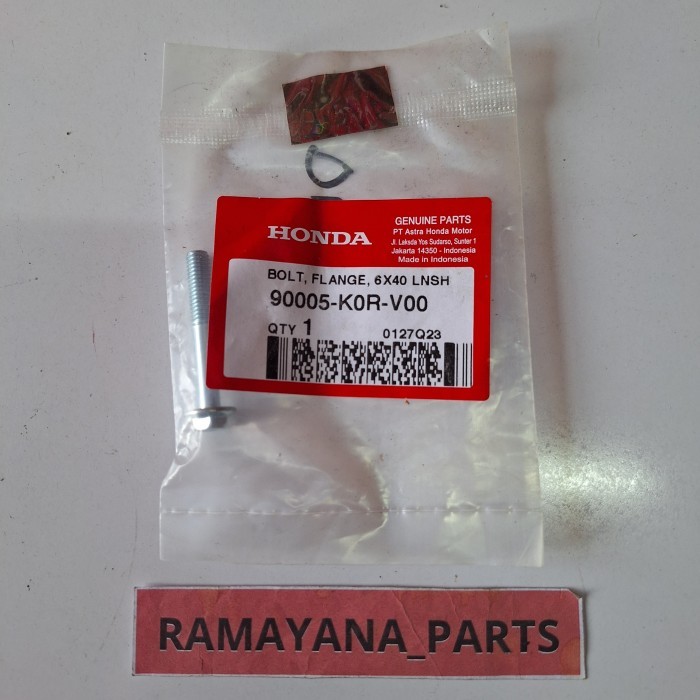 HONDA
GENUINE PARTS
PT Astra Honda Motor
Jl. Laksda Yos Sudarso, Sunter 1
Jakarta 14350 - Indonesia
Made in Indonesia
BOLT, FLANGE, 6X40 LNSH
90005-K0R-V00
QTY 1
0127Q23
RAMAYANA_PARTS